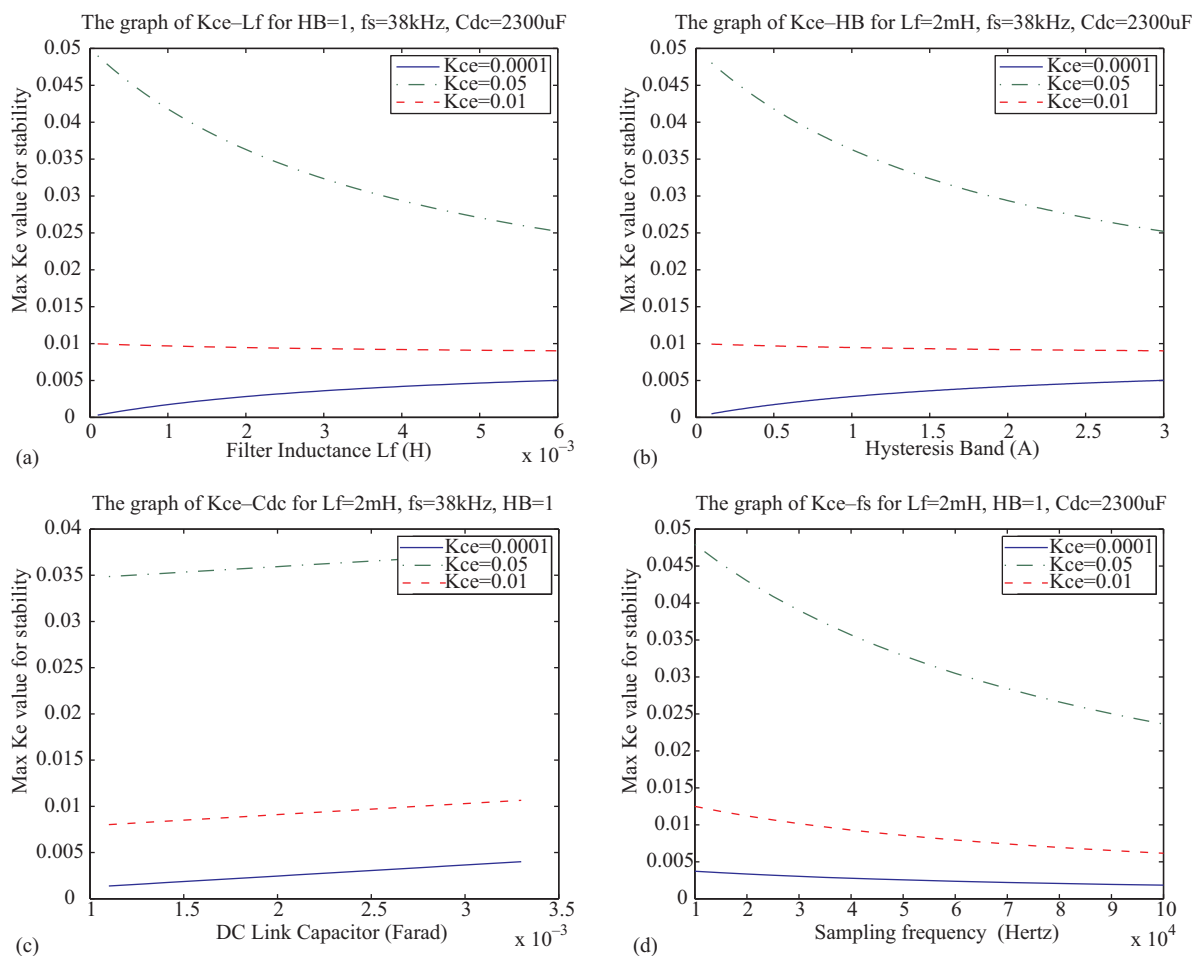 The graph of Kce–Lf for HB=1, fs=38kHz, Cdc=2300uF
0.05
0.045
0.04
0.035
0.03
0.025
0.02
0.015
0.01
0.005
0
Max Ke value for stability
Kce=0.0001
Kce=0.05
Kce=0.01
0 1 2 3 4 5 6
Filter Inductance Lf (H)
x 10⁻³
(a)
The graph of Kce–HB for Lf=2mH, fs=38kHz, Cdc=2300uF
0.05
0.045
0.04
0.035
0.03
0.025
0.02
0.015
0.01
0.005
0
Max Ke value for stability
Kce=0.0001
Kce=0.05
Kce=0.01
0 0.5 1 1.5 2 2.5 3
Hysteresis Band (A)
(b)
The graph of Kce–Cdc for Lf=2mH, fs=38kHz, HB=1
0.04
0.035
0.03
0.025
0.02
0.015
0.01
0.005
0
Max Ke value for stability
Kce=0.0001
Kce=0.05
Kce=0.01
1 1.5 2 2.5 3 3.5
DC Link Capacitor (Farad)
x 10⁻³
(c)
The graph of Kce–fs for Lf=2mH, HB=1, Cdc=2300uF
0.05
0.045
0.04
0.035
0.03
0.025
0.02
0.015
0.01
0.005
0
Max Ke value for stability
Kce=0.0001
Kce=0.05
Kce=0.01
1 2 3 4 5 6 7 8 9 10
Sampling frequency (Hertz)
x 10⁴
(d)